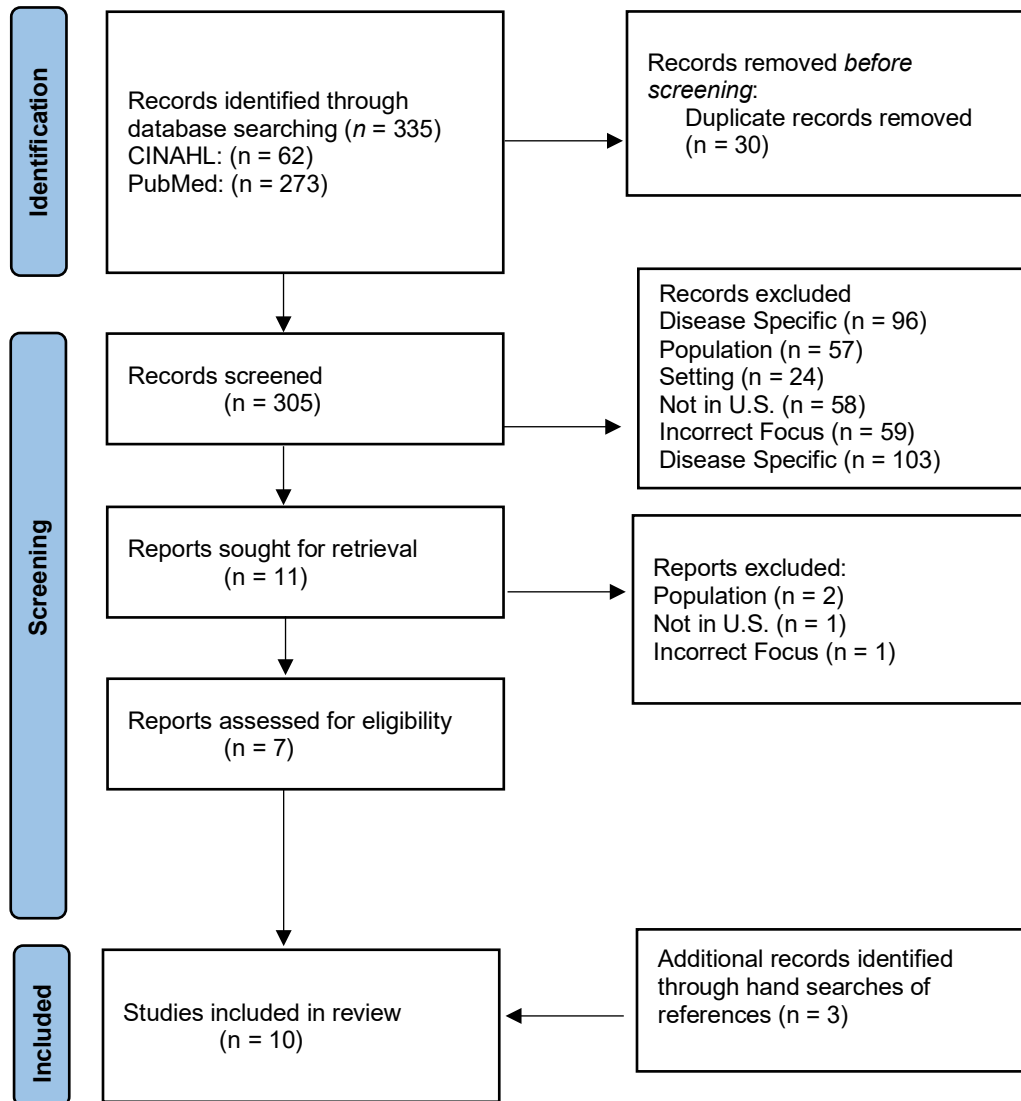 Identification
Records identified through
database searching (n = 335)
CINAHL: (n = 62)
PubMed: (n = 273)
Records removed before
screening:
Duplicate records removed
(n = 30)
Screening
Records screened
(n = 305)
Records excluded
Disease Specific (n = 96)
Population (n = 57)
Setting (n = 24)
Not in U.S. (n = 58)
Incorrect Focus (n = 59)
Disease Specific (n = 103)
Reports sought for retrieval
(n = 11)
Reports excluded:
Population (n = 2)
Not in U.S. (n = 1)
Incorrect Focus (n = 1)
Reports assessed for eligibility
(n = 7)
Included
Studies included in review
(n = 10)
Additional records identified
through hand searches of
references (n = 3)